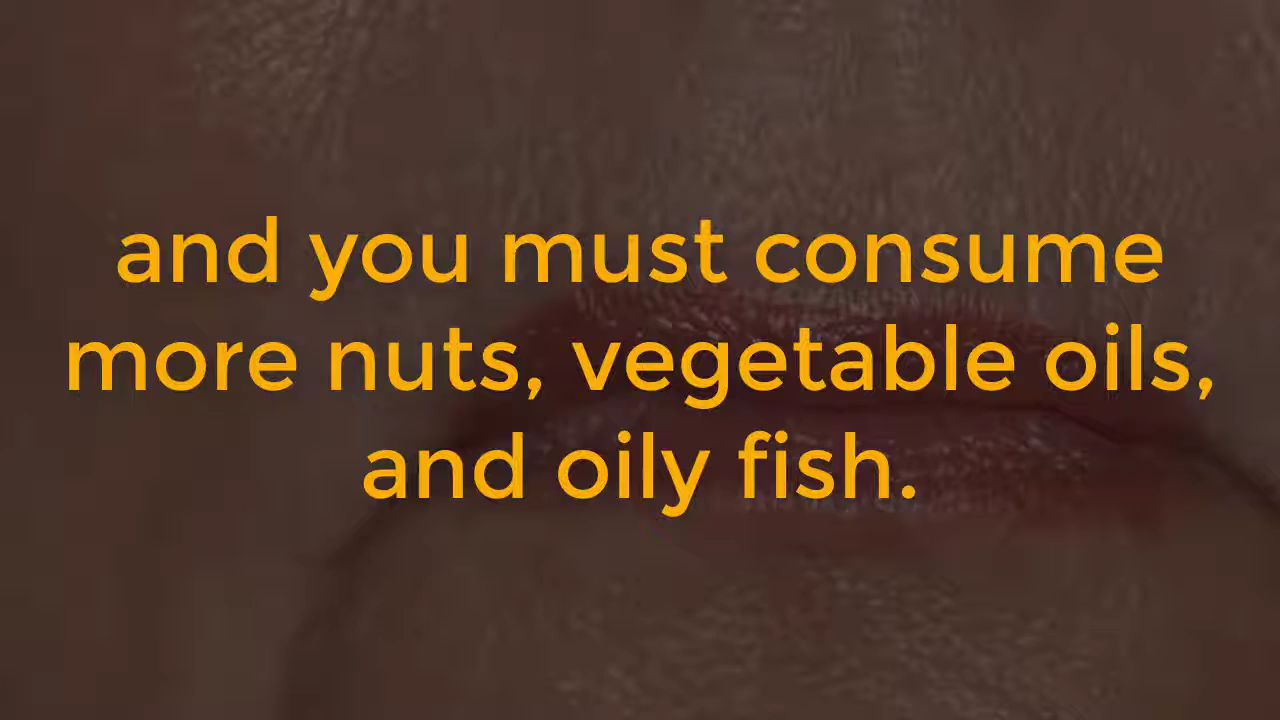 and you must consume
more nuts, vegetable oils,
and oily fish.